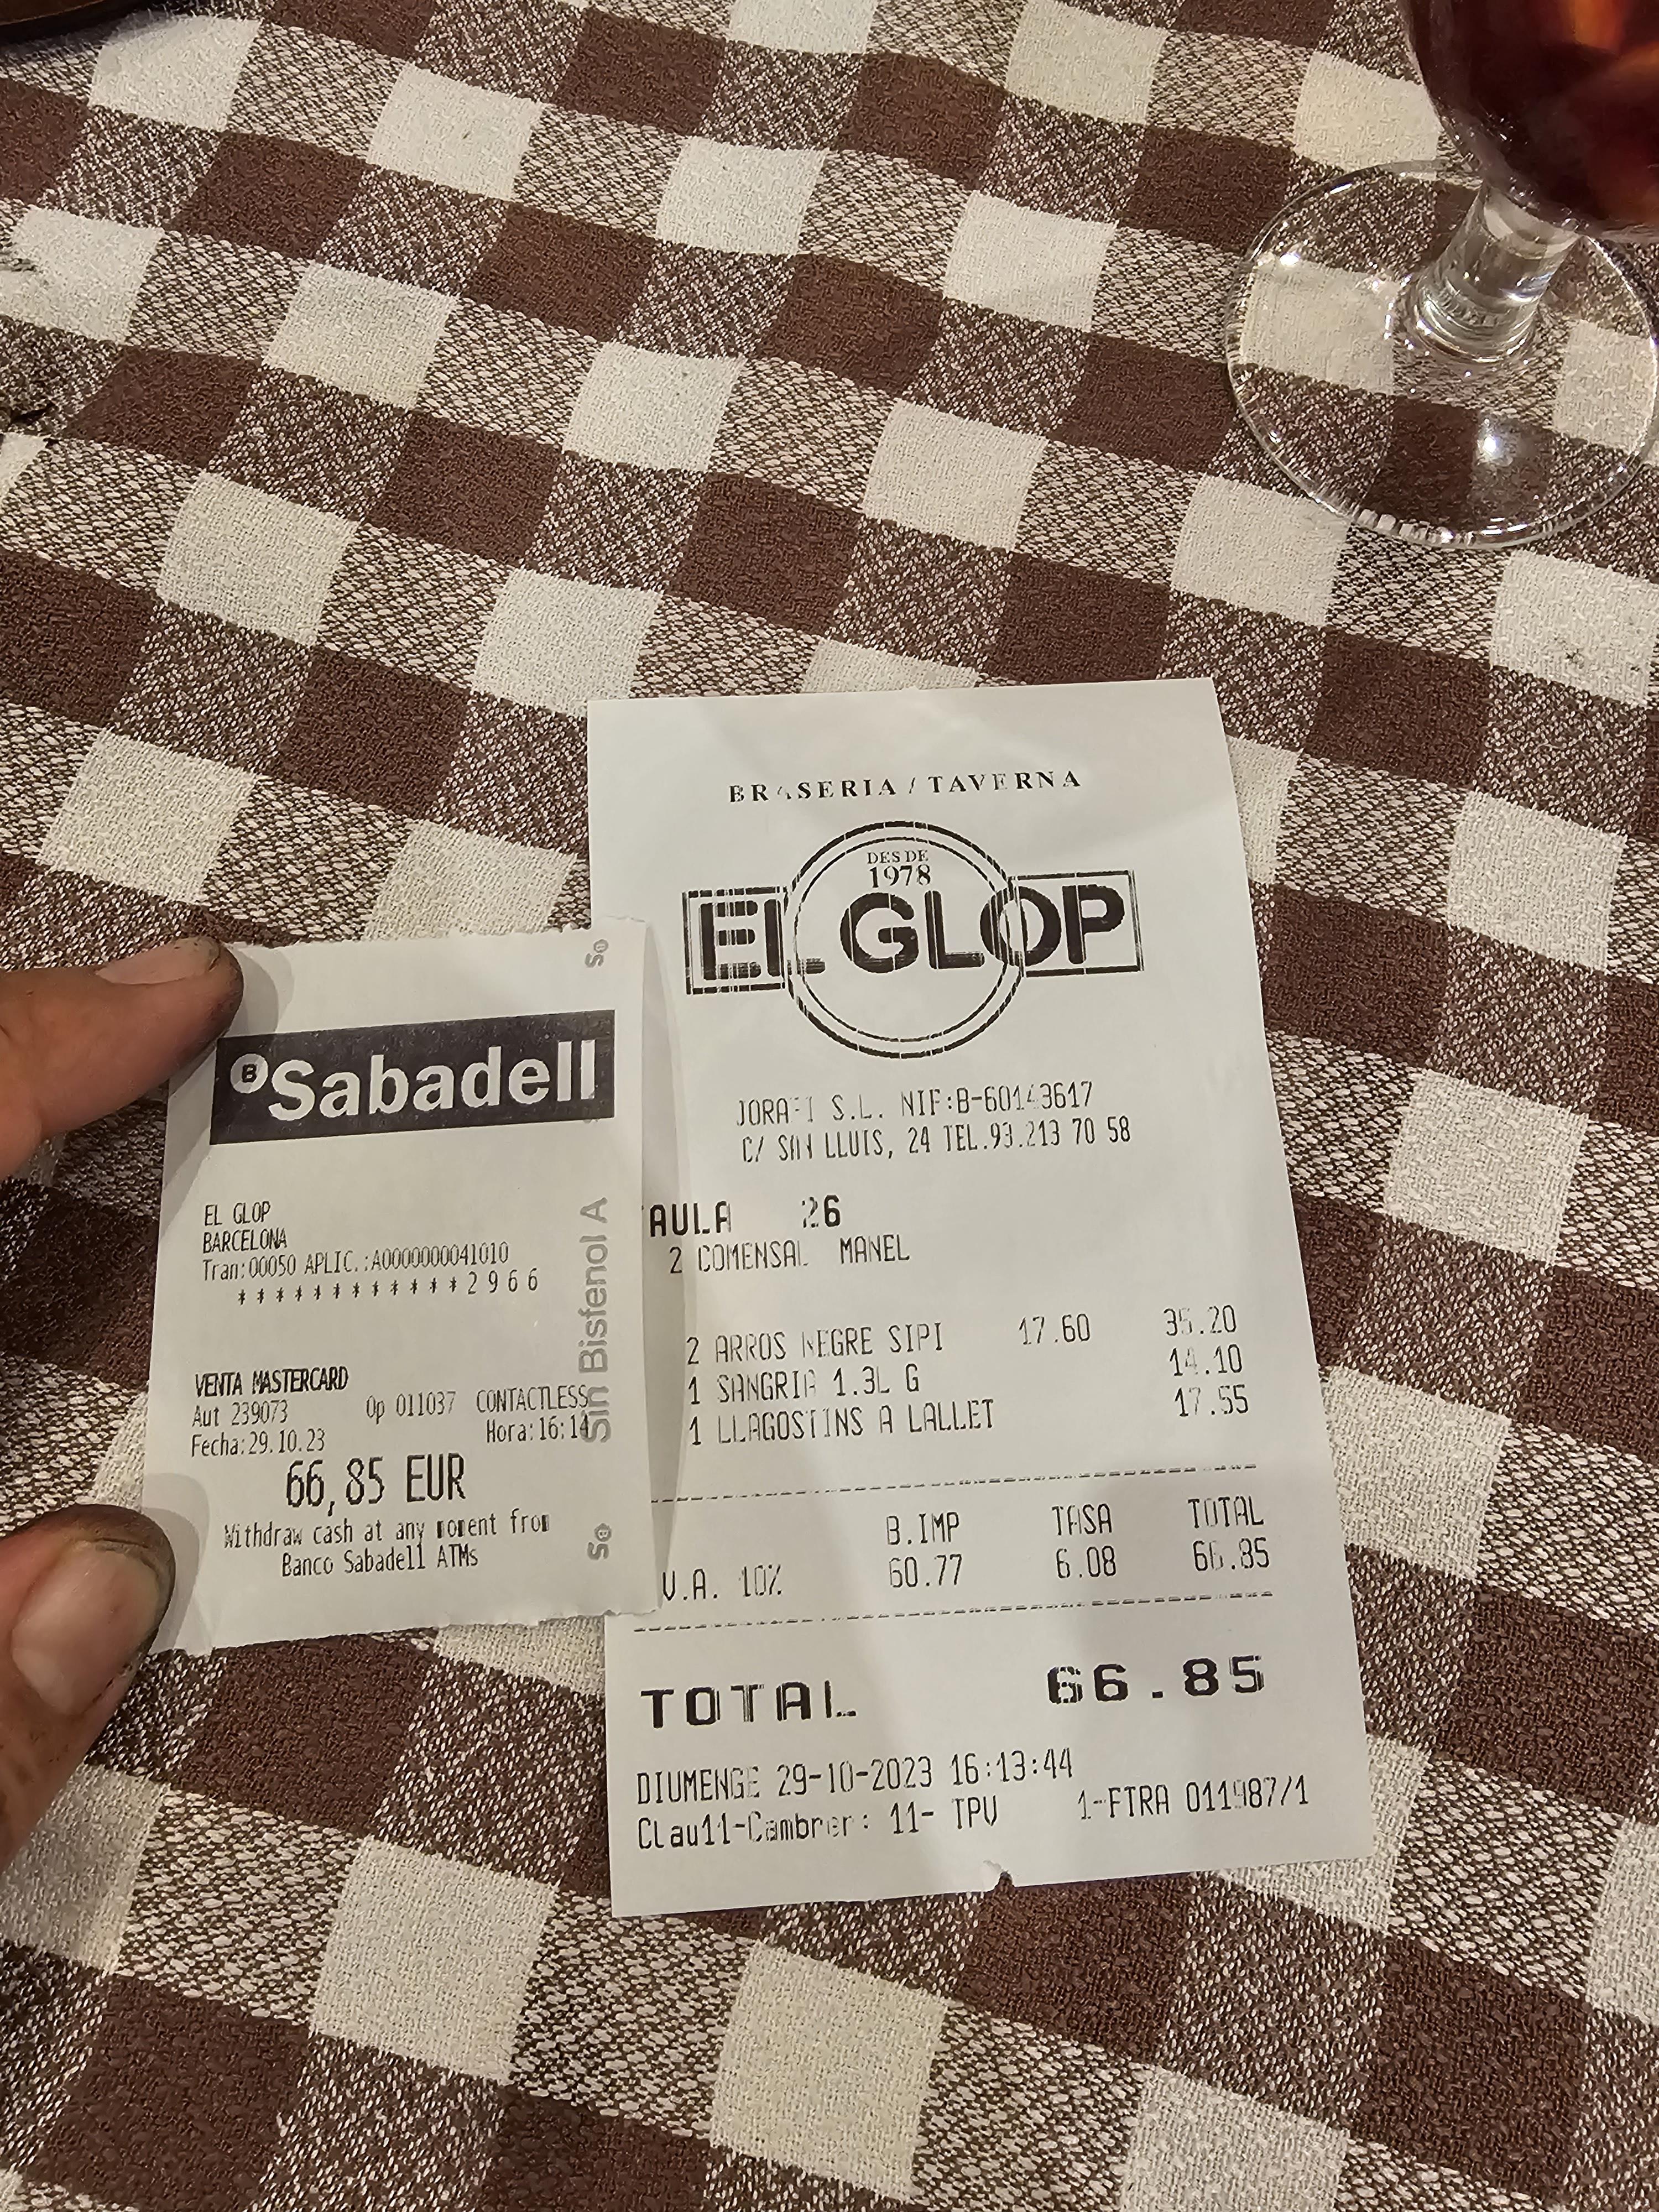 BRASERIA / TAVERNA
DES DE
1978
EL GLOP
JORAFI S.L. NIF:B-60143617
C/ SAN LLUIS, 24 TEL.93.213 70 58
AULA 26
2 COMENSAL MANEL
2 ARROS NEGRE SIPI 17.60 35.20
1 SANGRIA 1.3L G 14.10
1 LLAGOSTINS A LALLET 17.55
B.IMP TASA TOTAL
V.A. 10% 60.77 6.08 66.85
TOTAL 66.85
DIUMENGE 29-10-2023 16:13:44
Clau11-Cambrer: 11- TPV 1-FTRA
BSabadell
EL GLOP
BARCELONA
Tran:00050 APLIC.:A0000000041010
************2966
VENTA MASTERCARD
Aut 239073 Op 011037 CONTACTLESS
Fecha:29.10.23 Hora:16:14
66,85 EUR
Withdraw cash at any moment from
Banco Sabadell ATMs
Sin Bisfenol A